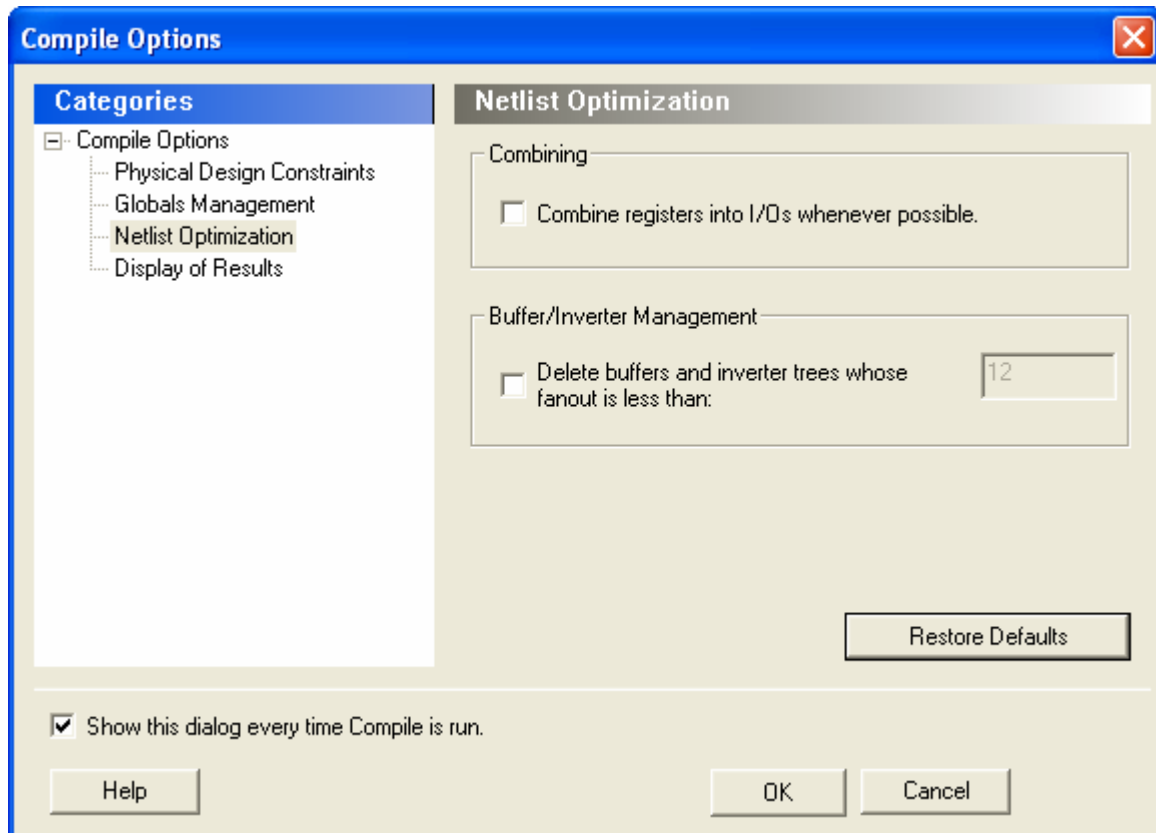 Compile Options
Categories
Compile Options
Physical Design Constraints
Globals Management
Netlist Optimization
Display of Results
Netlist Optimization
Combining
Combine registers into I/Os whenever possible.
Buffer/Inverter Management
Delete buffers and inverter trees whose
fanout is less than:
12
Restore Defaults
Show this dialog every time Compile is run.
Help
OK
Cancel